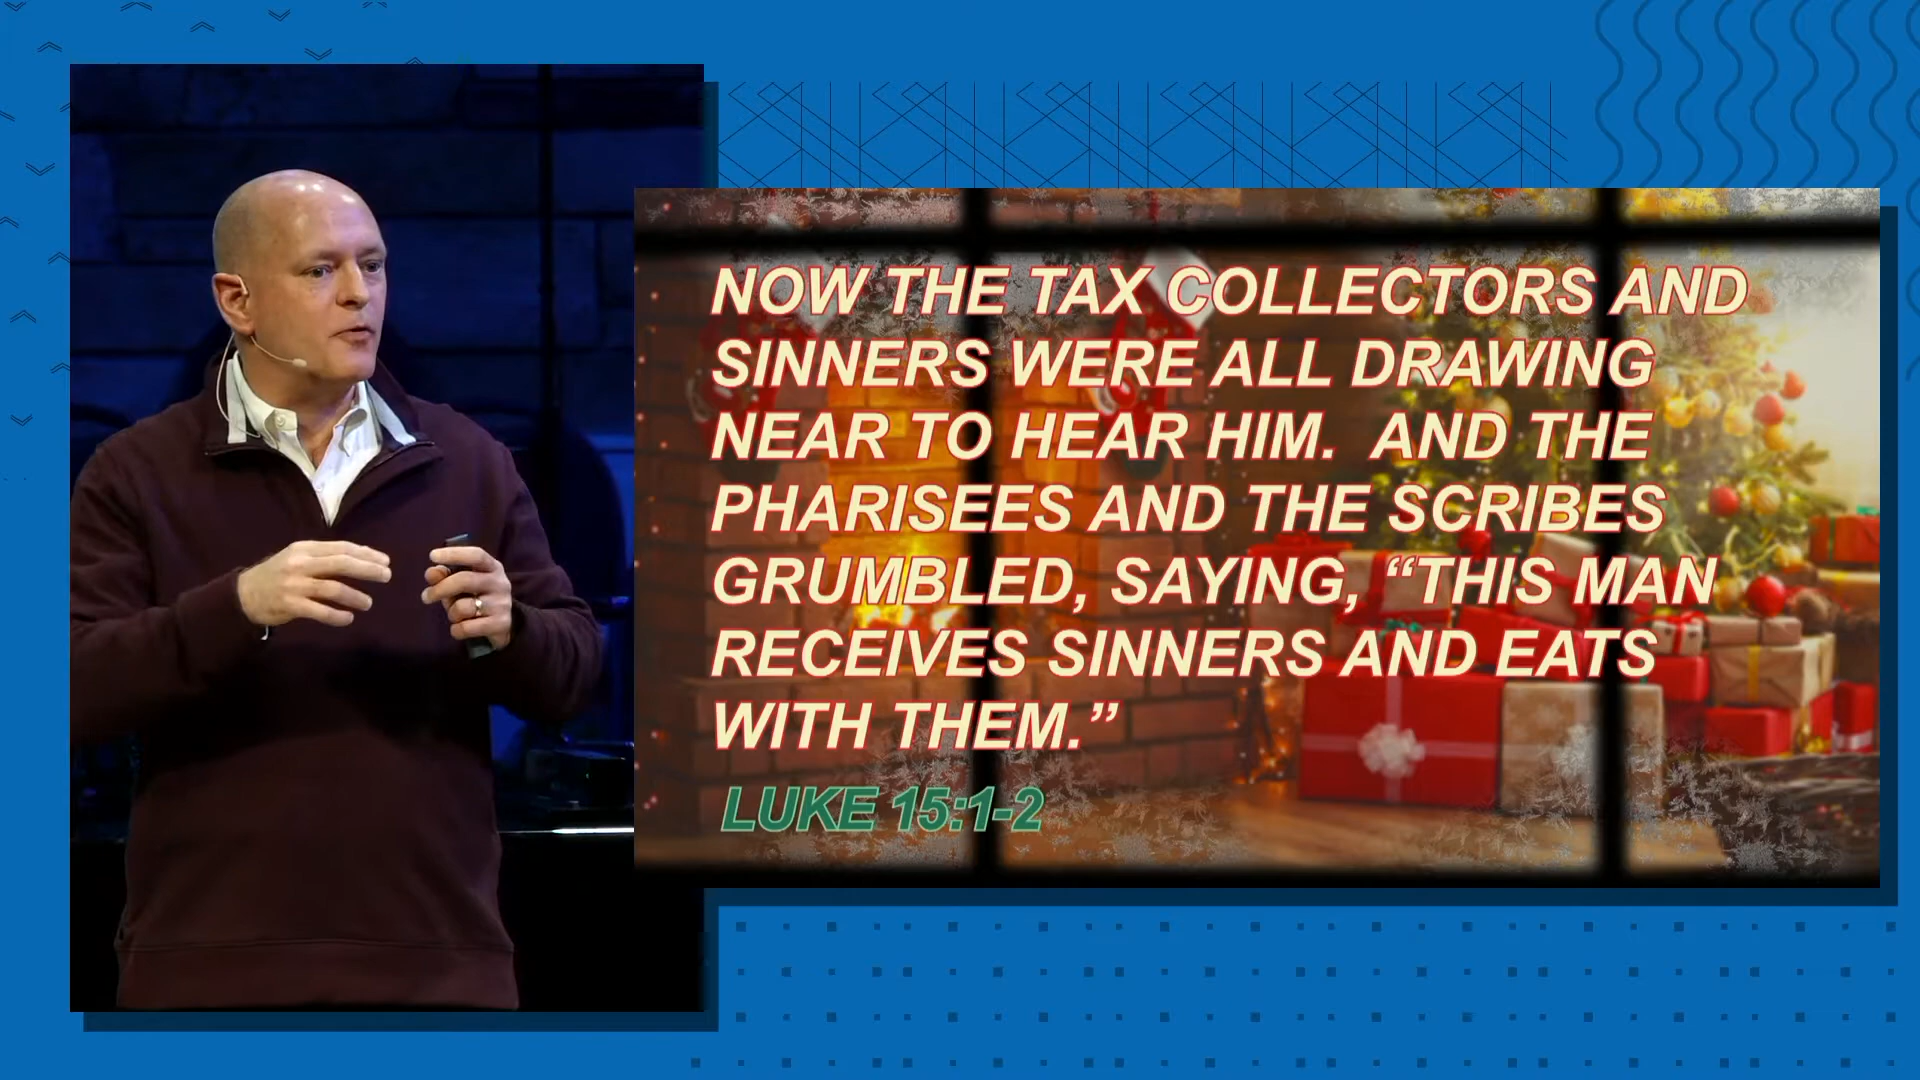 NOW THE TAX COLLECTORS AND
SINNERS WERE ALL DRAWING
NEAR TO HEAR HIM.  AND THE
PHARISEES AND THE SCRIBES
GRUMBLED, SAYING, “THIS MAN
RECEIVES SINNERS AND EATS
WITH THEM.”
LUKE 15:1-2